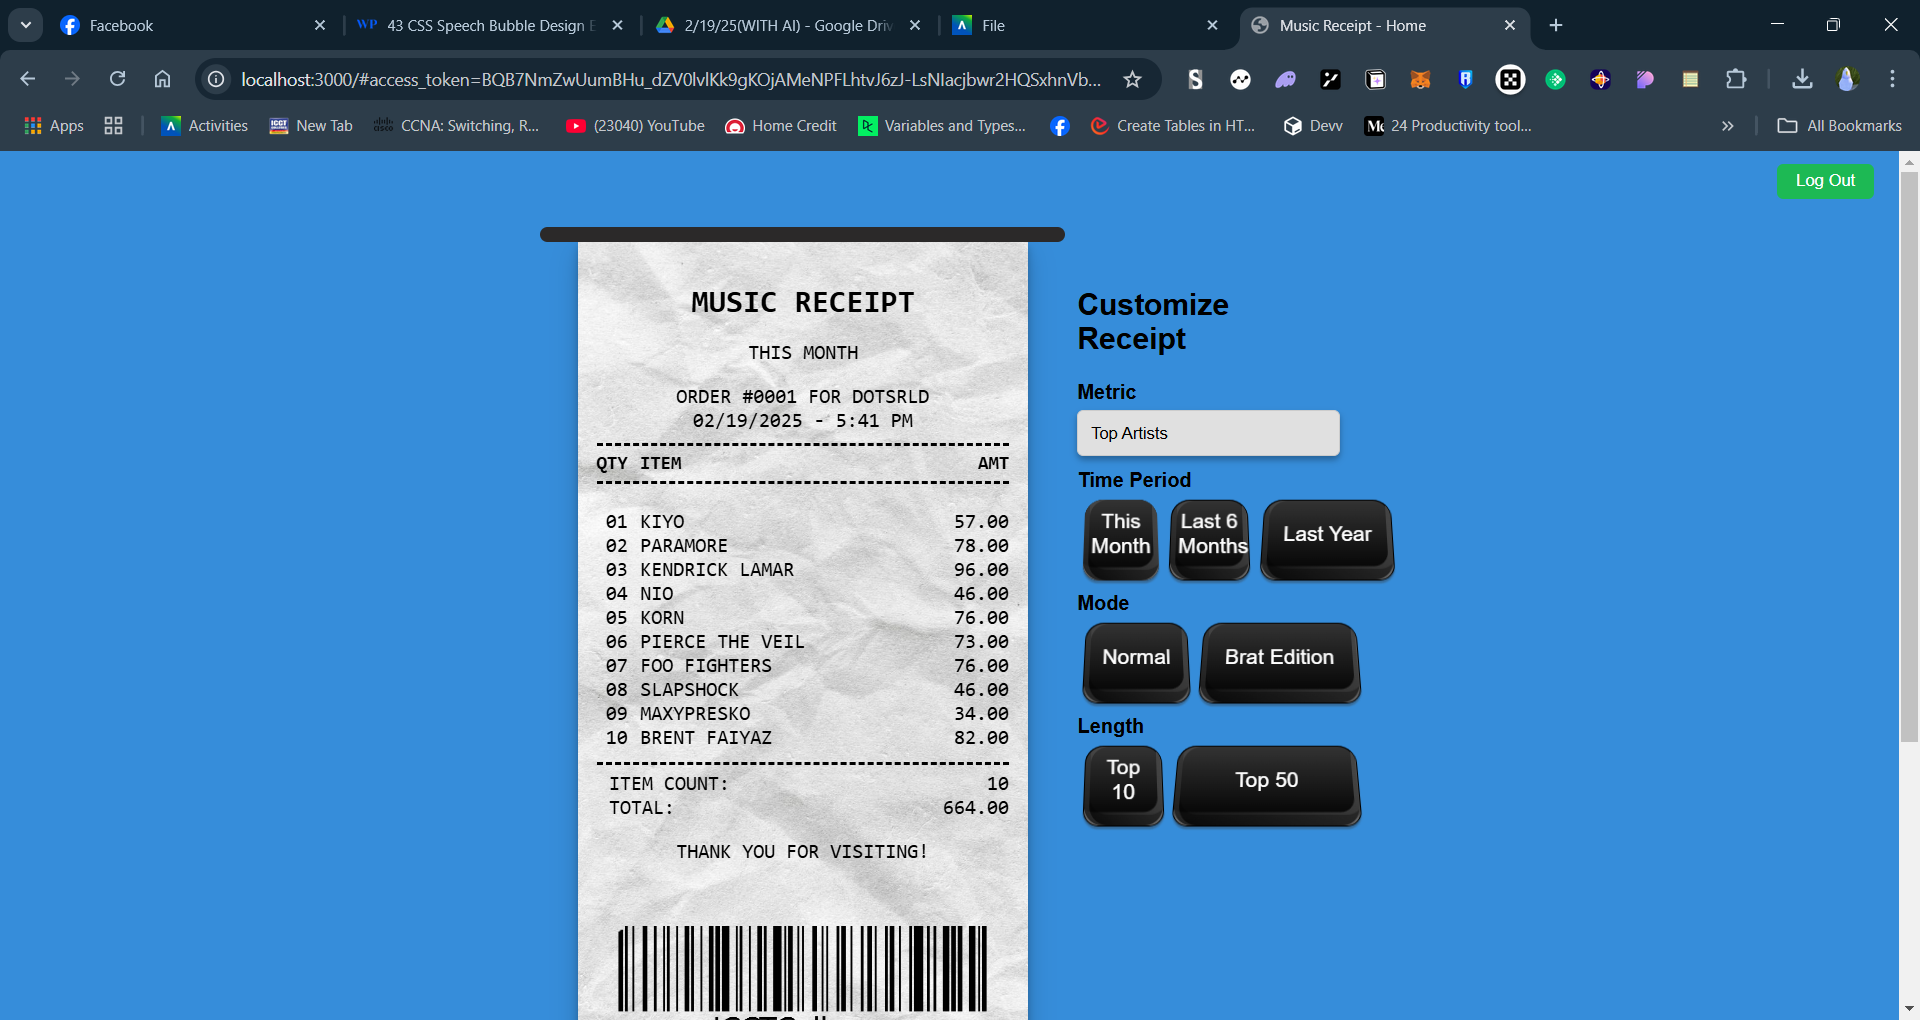 Facebook
43 CSS Speech Bubble Design E
2/19/25(WITH AI) - Google Driv
File
Music Receipt - Home
localhost:3000/#access_token=BQB7NmZwUumBHu_dZV0lvlKk9gKOjAMeNPFLhtvJ6zJ-LsNlacjbwr2HQSxhnVb...
Apps
Activities
New Tab
CCNA: Switching, R...
(23040) YouTube
Home Credit
Variables and Types...
Create Tables in HT...
Devv
24 Productivity tool...
All Bookmarks
Log Out
MUSIC RECEIPT
THIS MONTH
ORDER #0001 FOR DOTSRLD
02/19/2025 - 5:41 PM
QTY ITEM AMT
01 KIYO 57.00
02 PARAMORE 78.00
03 KENDRICK LAMAR 96.00
04 NIO 46.00
05 KORN 76.00
06 PIERCE THE VEIL 73.00
07 FOO FIGHTERS 76.00
08 SLAPSHOCK 46.00
09 MAXYPRESKO 34.00
10 BRENT FAIYAZ 82.00
ITEM COUNT: 10
TOTAL: 664.00
THANK YOU FOR VISITING!
Customize
Receipt
Metric
Top Artists
Time Period
This
Month
Last 6
Months
Last Year
Mode
Normal
Brat Edition
Length
Top
10
Top 50